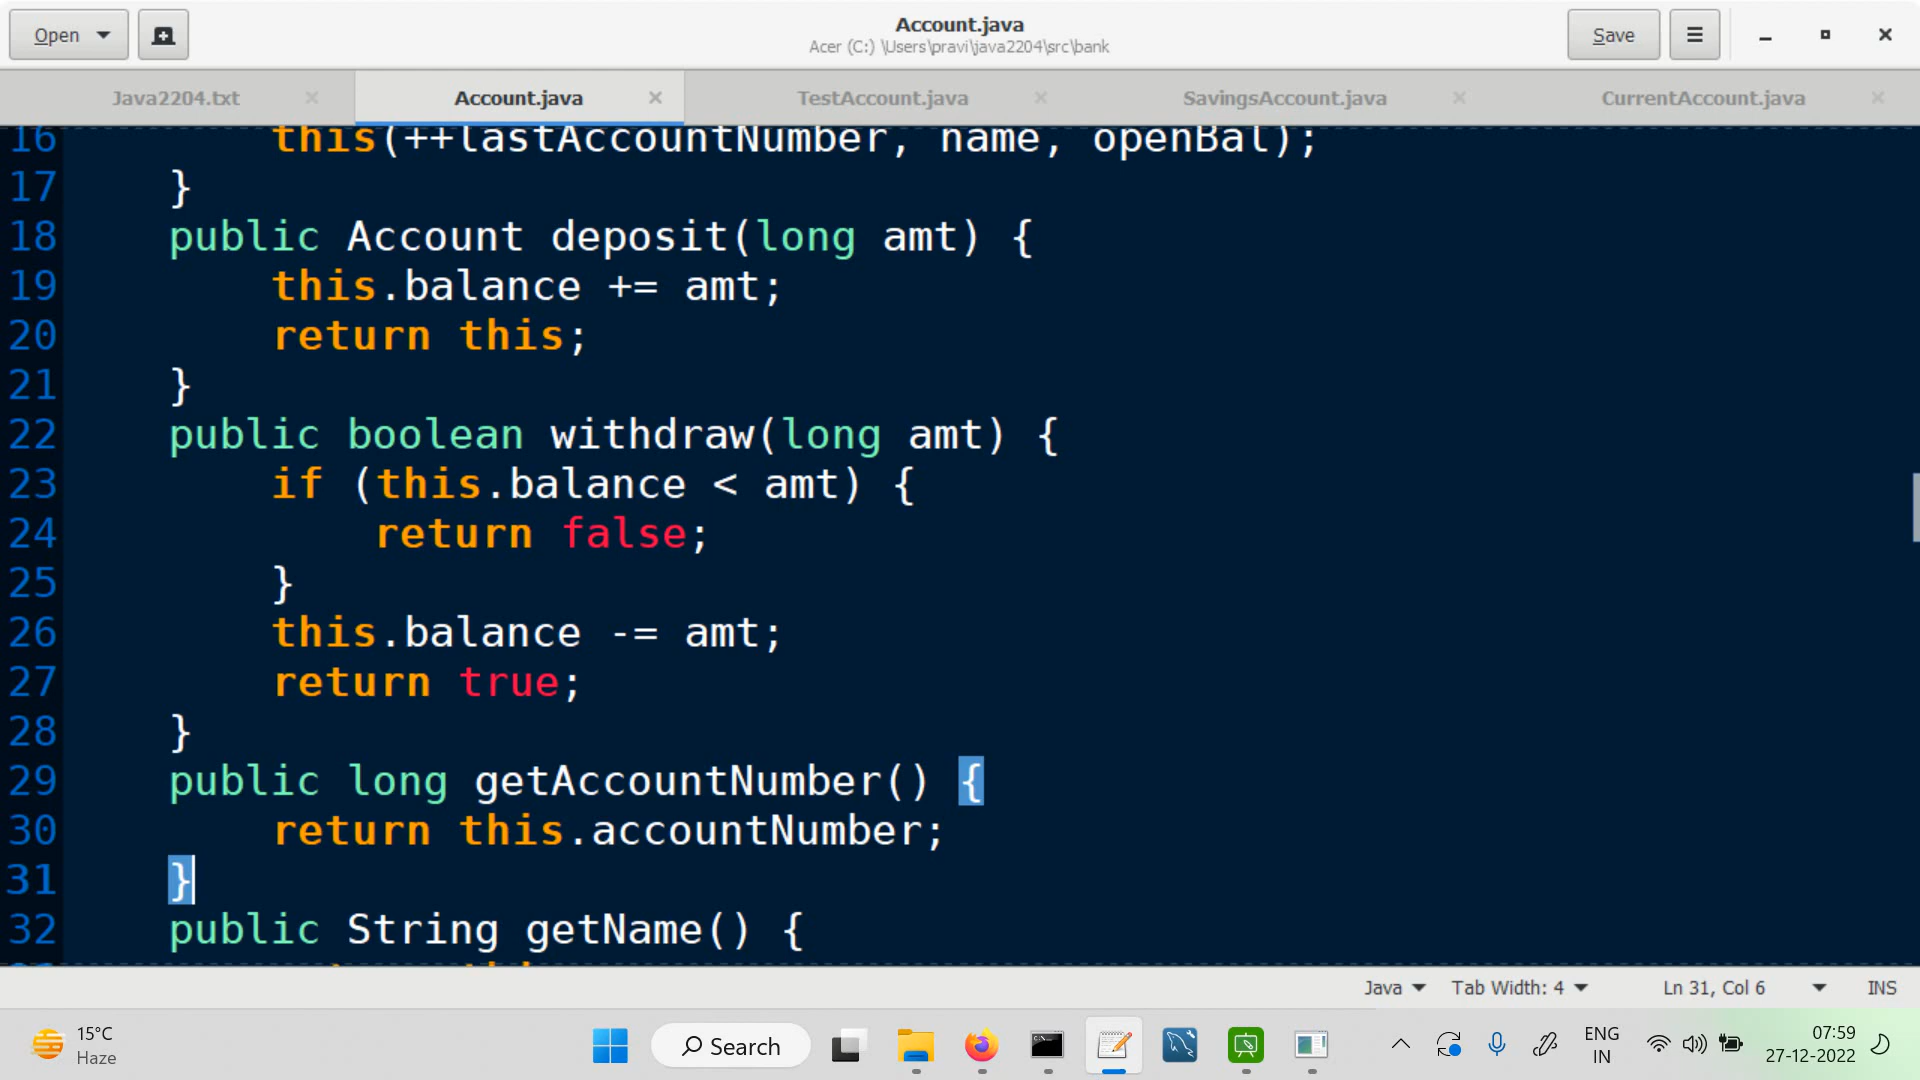 Open
Account.java
Acer (C:) \Users\pravi\java2204\src\bank
Save
Java2204.txt
Account.java
TestAccount.java
SavingsAccount.java
CurrentAccount.java
16 this(++lastAccountNumber, name, openBal);
17 }
18 public Account deposit(long amt) {
19 this.balance += amt;
20 return this;
21 }
22 public boolean withdraw(long amt) {
23 if (this.balance < amt) {
24 return false;
25 }
26 this.balance -= amt;
27 return true;
28 }
29 public long getAccountNumber() {
30 return this.accountNumber;
31 }
32 public String getName() {
Java Tab Width: 4 Ln 31, Col 6 INS
15°C
Haze
Search
ENG
IN
07:59
27-12-2022